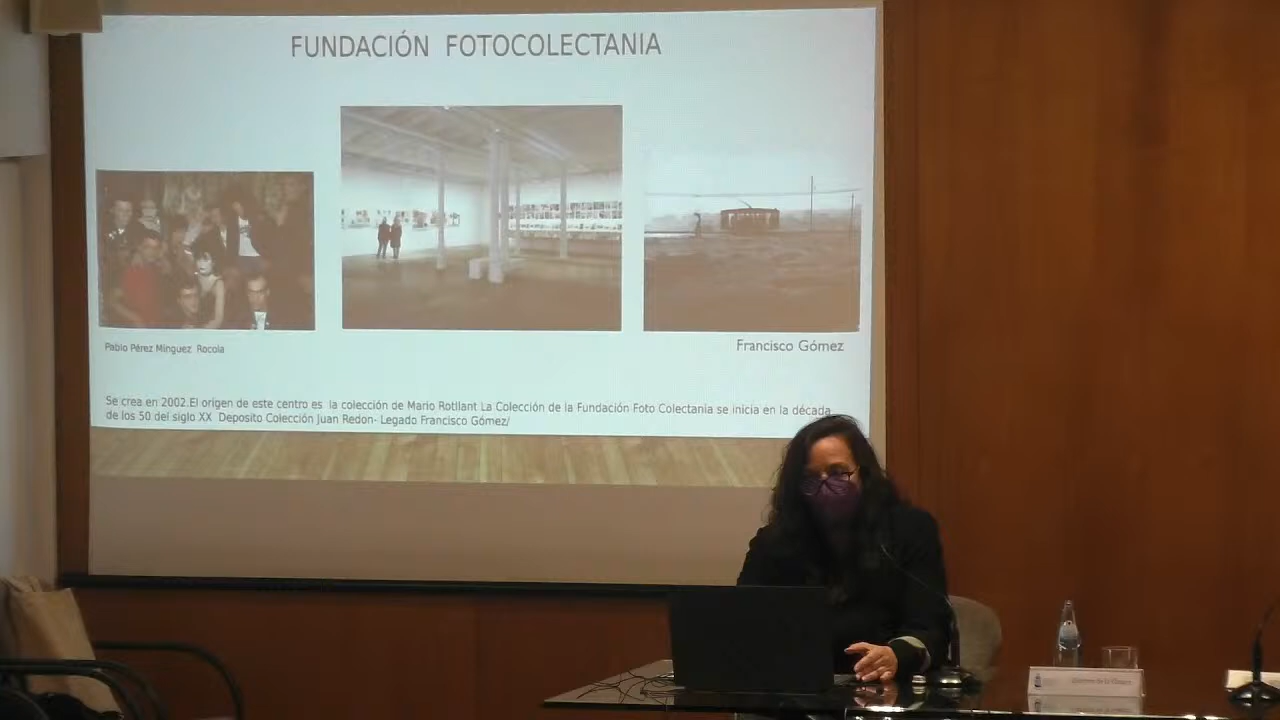 FUNDACIÓN FOTOCOLECTANIA
Pablo Pérez Mínguez Rocola
Francisco Gómez
Se crea en 2002.El origen de este centro es la colección de Mario Rotllant La Colección de la Fundación Foto Colectania se inicia en la década
de los 50 del siglo XX Deposito Colección Juan Redon- Legado Francisco Gómez/